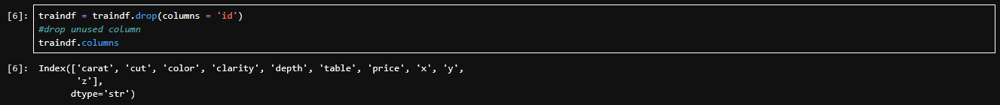 [6]: traindf = traindf.drop(columns = 'id')
#drop unused column
traindf.columns
[6]: Index(['carat', 'cut', 'color', 'clarity', 'depth', 'table', 'price', 'x', 'y',
'z'],
dtype='str')